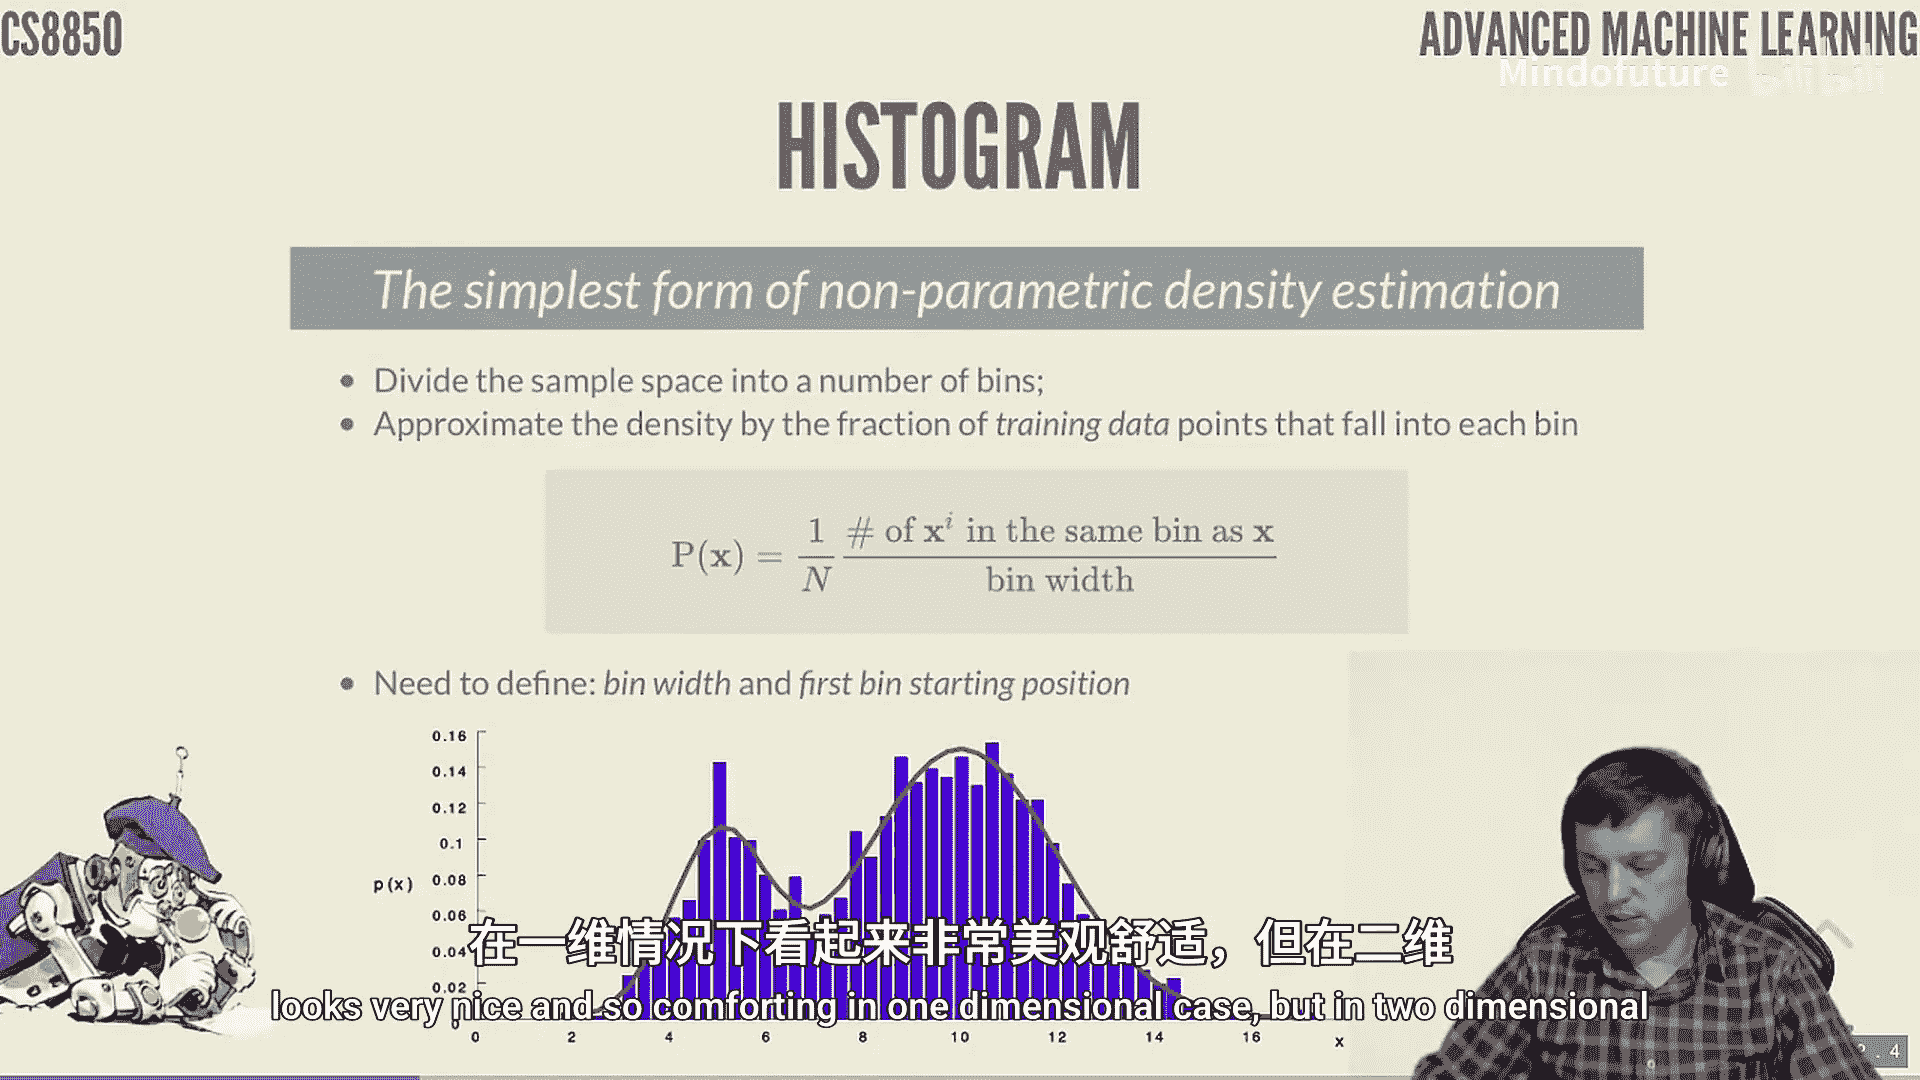 CS8850
ADVANCED MACHINE LEARNING
Mindofuture bilibili
HISTOGRAM
The simplest form of non-parametric density estimation
• Divide the sample space into a number of bins;
• Approximate the density by the fraction of training data points that fall into each bin
P(x) = 1/N # of xⁱ in the same bin as x / bin width
• Need to define: bin width and first bin starting position
0.16
0.14
0.12
0.1
0.08
0.06
0.04
0.02
p(x)
在一维情况下看起来非常美观舒适，但在二维
looks very nice and so comforting in one dimensional case, but in two dimensional
0 2 4 6 8 10 12 14 16 x
. 4